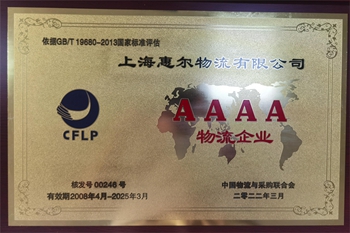 依据GB/T 19680-2013国家标准评估
上海惠尔物流有限公司
CFLP
AAAA
物流企业
核发号 00246 号
有效期2008年4月-2025年3月
中国物流与采购联合会
二零二二年三月